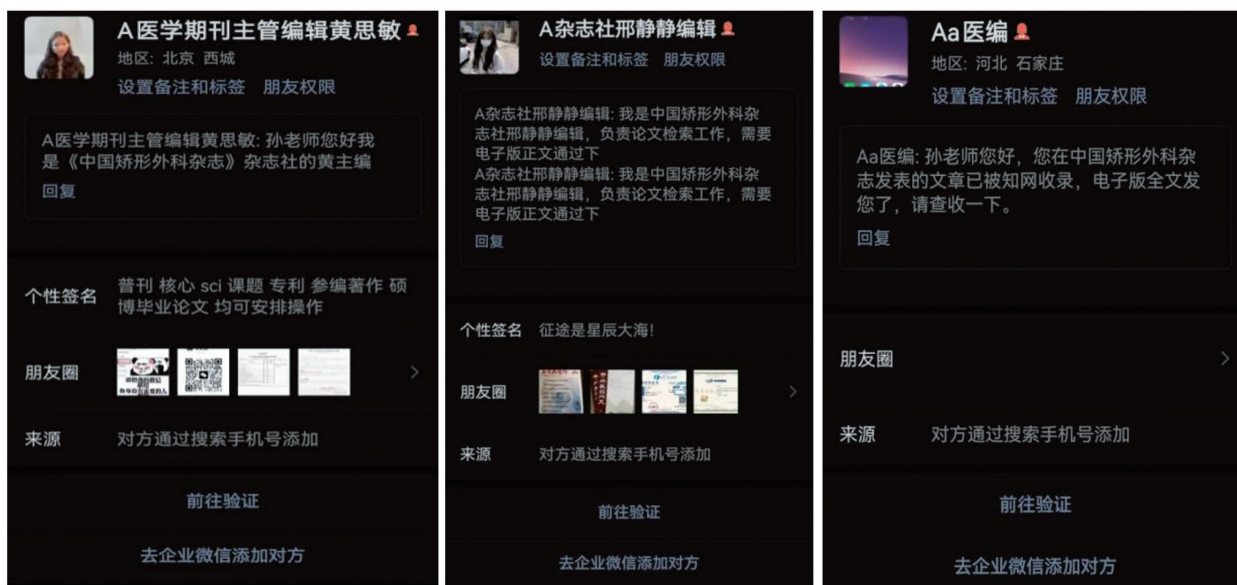 A医学期刊主管编辑黄思敏
地区: 北京 西城
设置备注和标签 朋友权限
A医学期刊主管编辑黄思敏: 孙老师您好我
是《中国矫形外科杂志》杂志社的黄主编
回复
个性签名
普刊 核心 sci 课题 专利 参编著作 硕
博毕业论文 均可安排操作
朋友圈
来源
对方通过搜索手机号添加
前往验证
去企业微信添加对方
A杂志社邢静静编辑
设置备注和标签 朋友权限
A杂志社邢静静编辑: 我是中国矫形外科杂
志社邢静静编辑，负责论文检索工作，需要
电子版正文通过下
A杂志社邢静静编辑: 我是中国矫形外科杂
志社邢静静编辑，负责论文检索工作，需要
电子版正文通过下
回复
个性签名
征途是星辰大海！
朋友圈
来源
对方通过搜索手机号添加
前往验证
去企业微信添加对方
Aa医编
地区: 河北 石家庄
设置备注和标签 朋友权限
Aa医编: 孙老师您好，您在中国矫形外科杂
志发表的文章已被知网收录，电子版全文发
您了，请查收一下。
回复
朋友圈
来源
对方通过搜索手机号添加
前往验证
去企业微信添加对方